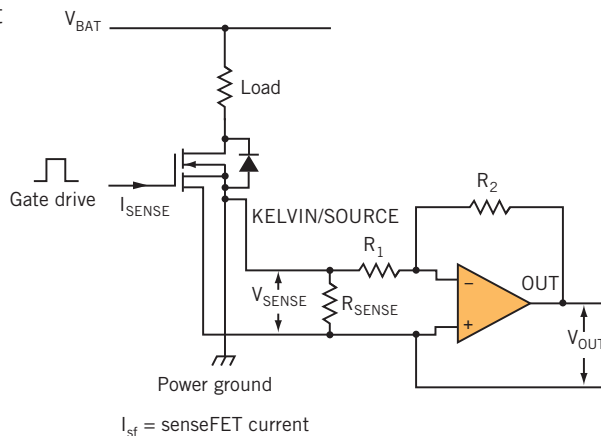 V_BAT
Load
Gate drive
I_SENSE
KELVIN/SOURCE
R_2
R_1
V_SENSE
R_SENSE
OUT
−
+
V_OUT
Power ground
I_sf = senseFET current